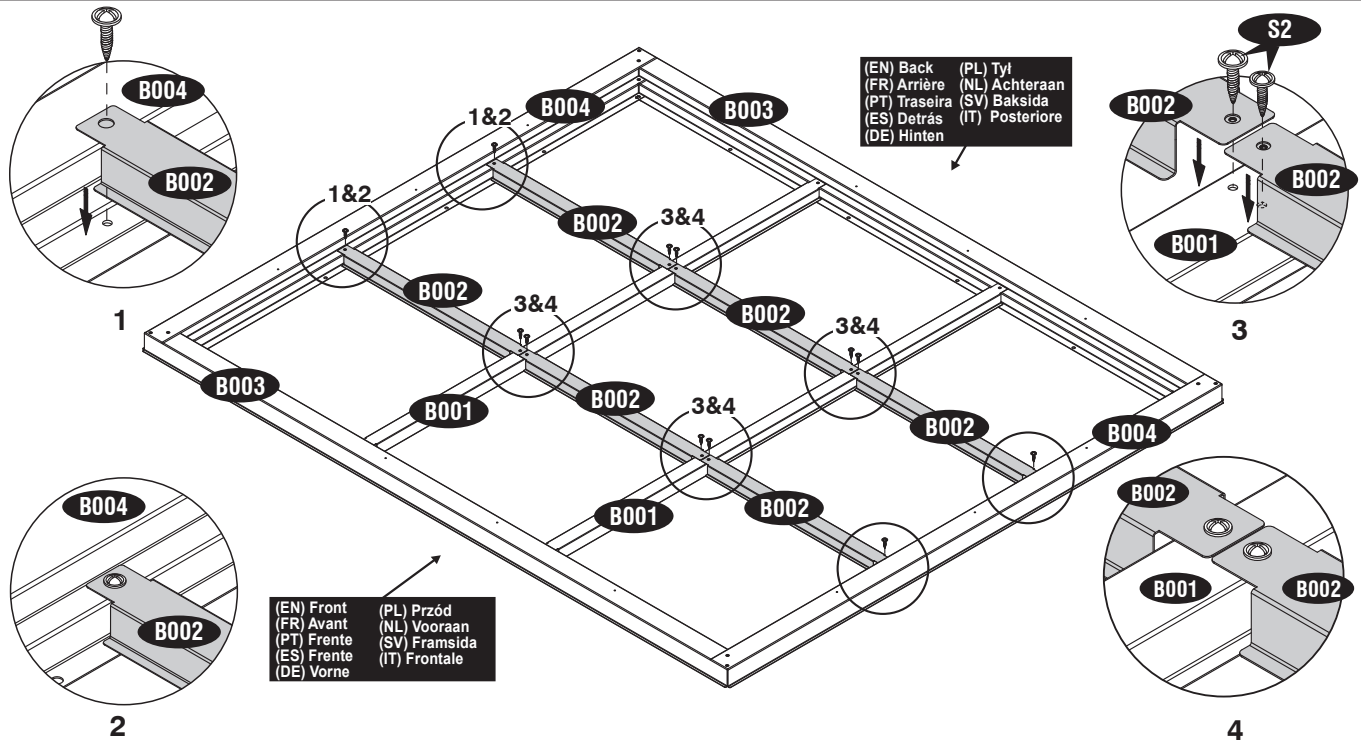 S2
B004
B002
1
B004
B003
(EN) Back
(FR) Arrière
(PT) Traseira
(ES) Detrás
(DE) Hinten
(PL) Tył
(NL) Achteraan
(SV) Baksida
(IT) Posteriore
B002
B002
B001
3
1&2
1&2
B002
3&4
B002
B002
3&4
3&4
B003
B001
B002
3&4
B002
B004
B001
B002
B004
B002
2
(EN) Front
(FR) Avant
(PT) Frente
(ES) Frente
(DE) Vorne
(PL) Przód
(NL) Vooraan
(SV) Framsida
(IT) Frontale
B002
B001
B002
4